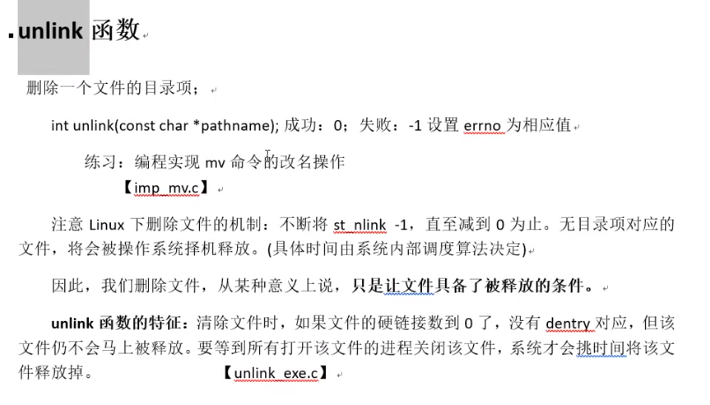 unlink 函数
删除一个文件的目录项；
int unlink(const char *pathname); 成功：0；失败：-1 设置 errno 为相应值
练习：编程实现 mv 命令的改名操作
【imp_mv.c】
注意 Linux 下删除文件的机制：不断将 st_nlink -1，直至减到 0 为止。无目录项对应的
文件，将会被操作系统择机释放。(具体时间由系统内部调度算法决定)
因此，我们删除文件，从某种意义上说，只是让文件具备了被释放的条件。
unlink 函数的特征：清除文件时，如果文件的硬链接数到 0 了，没有 dentry 对应，但该
文件仍不会马上被释放。要等到所有打开该文件的进程关闭该文件，系统才会挑时间将该文
件释放掉。 【unlink_exe.c】